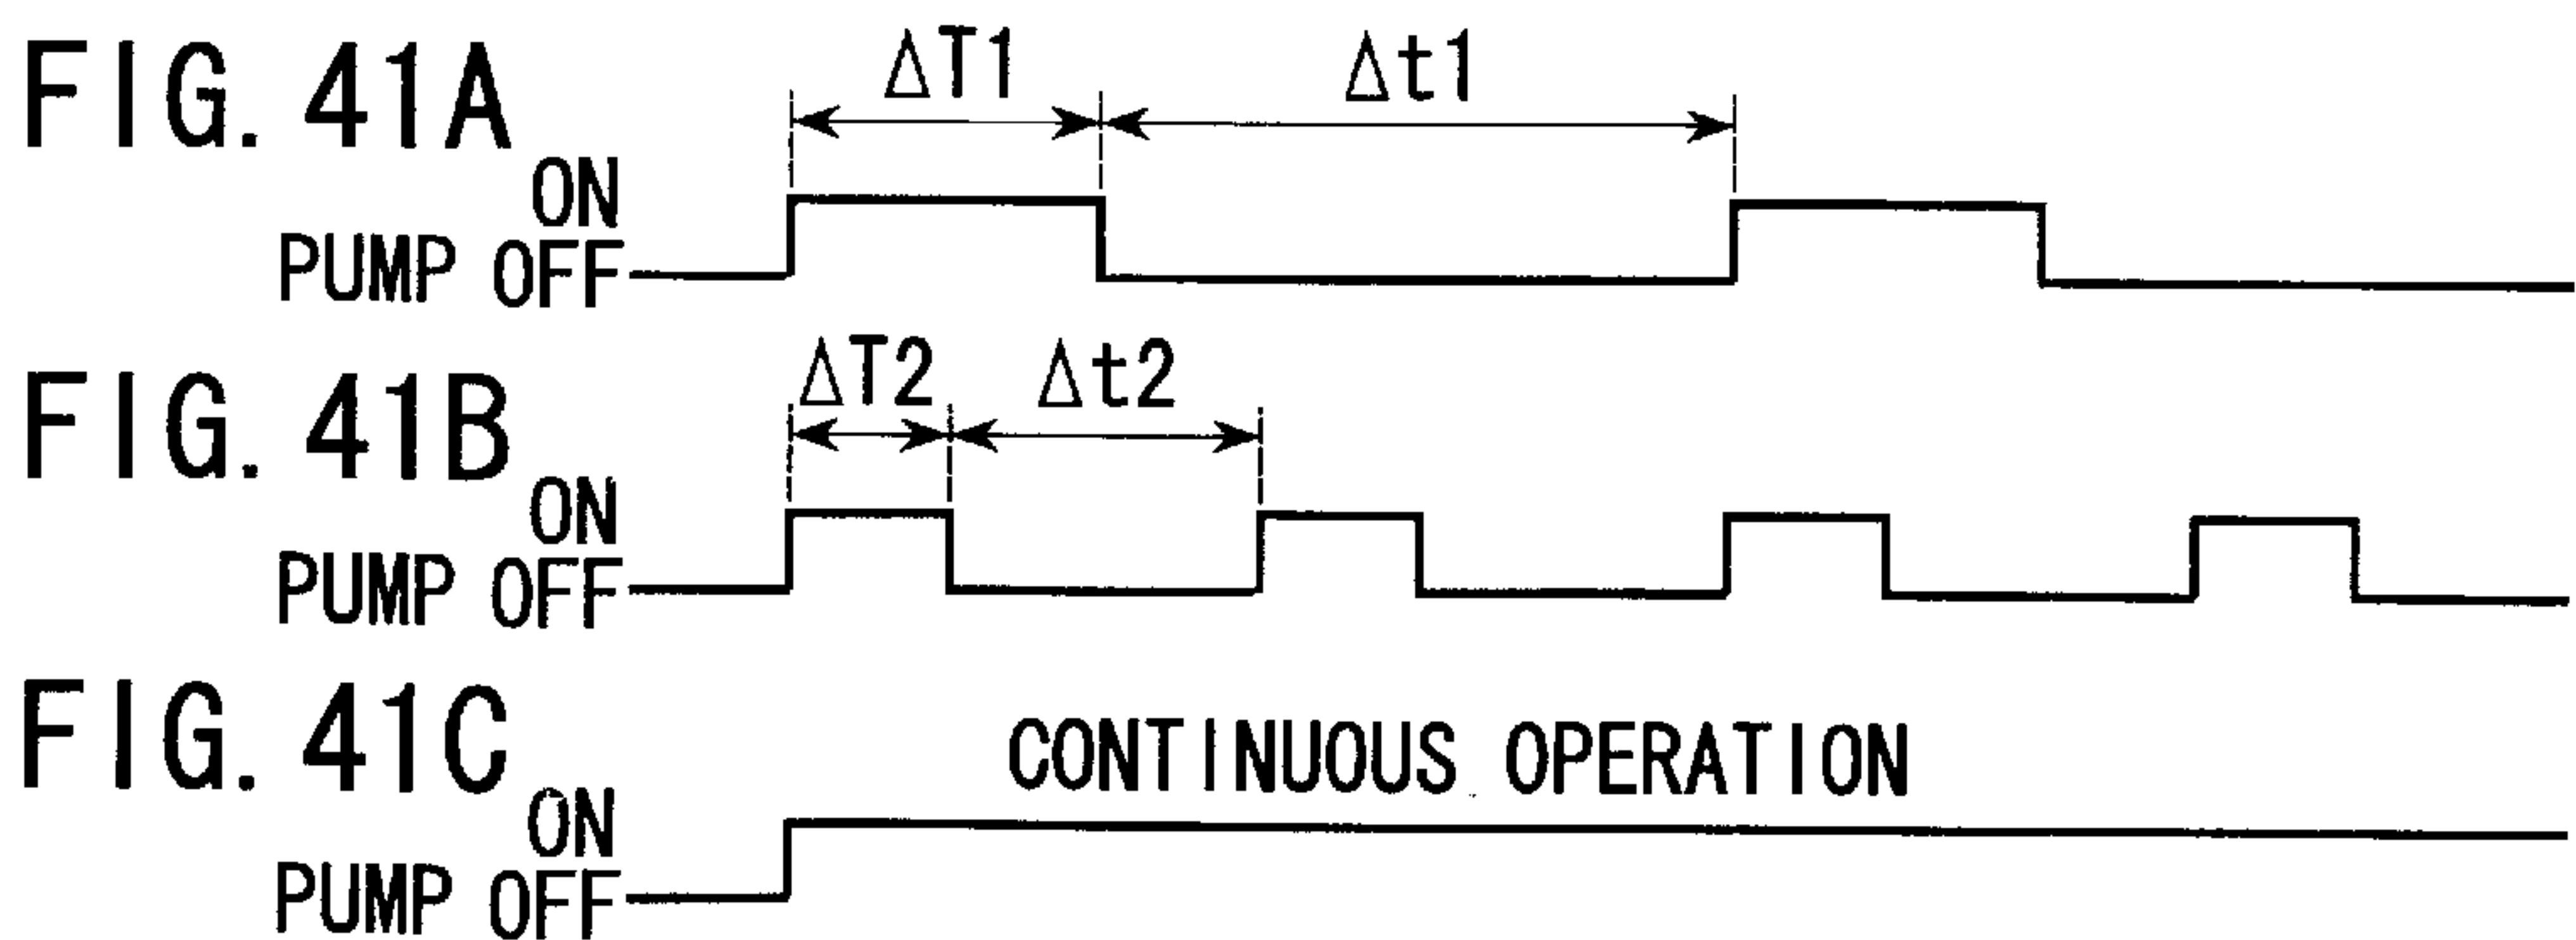 FIG. 41A
ΔT1 Δt1
ON
PUMP OFF
FIG. 41B
ΔT2 Δt2
ON
PUMP OFF
FIG. 41C
CONTINUOUS OPERATION
ON
PUMP OFF